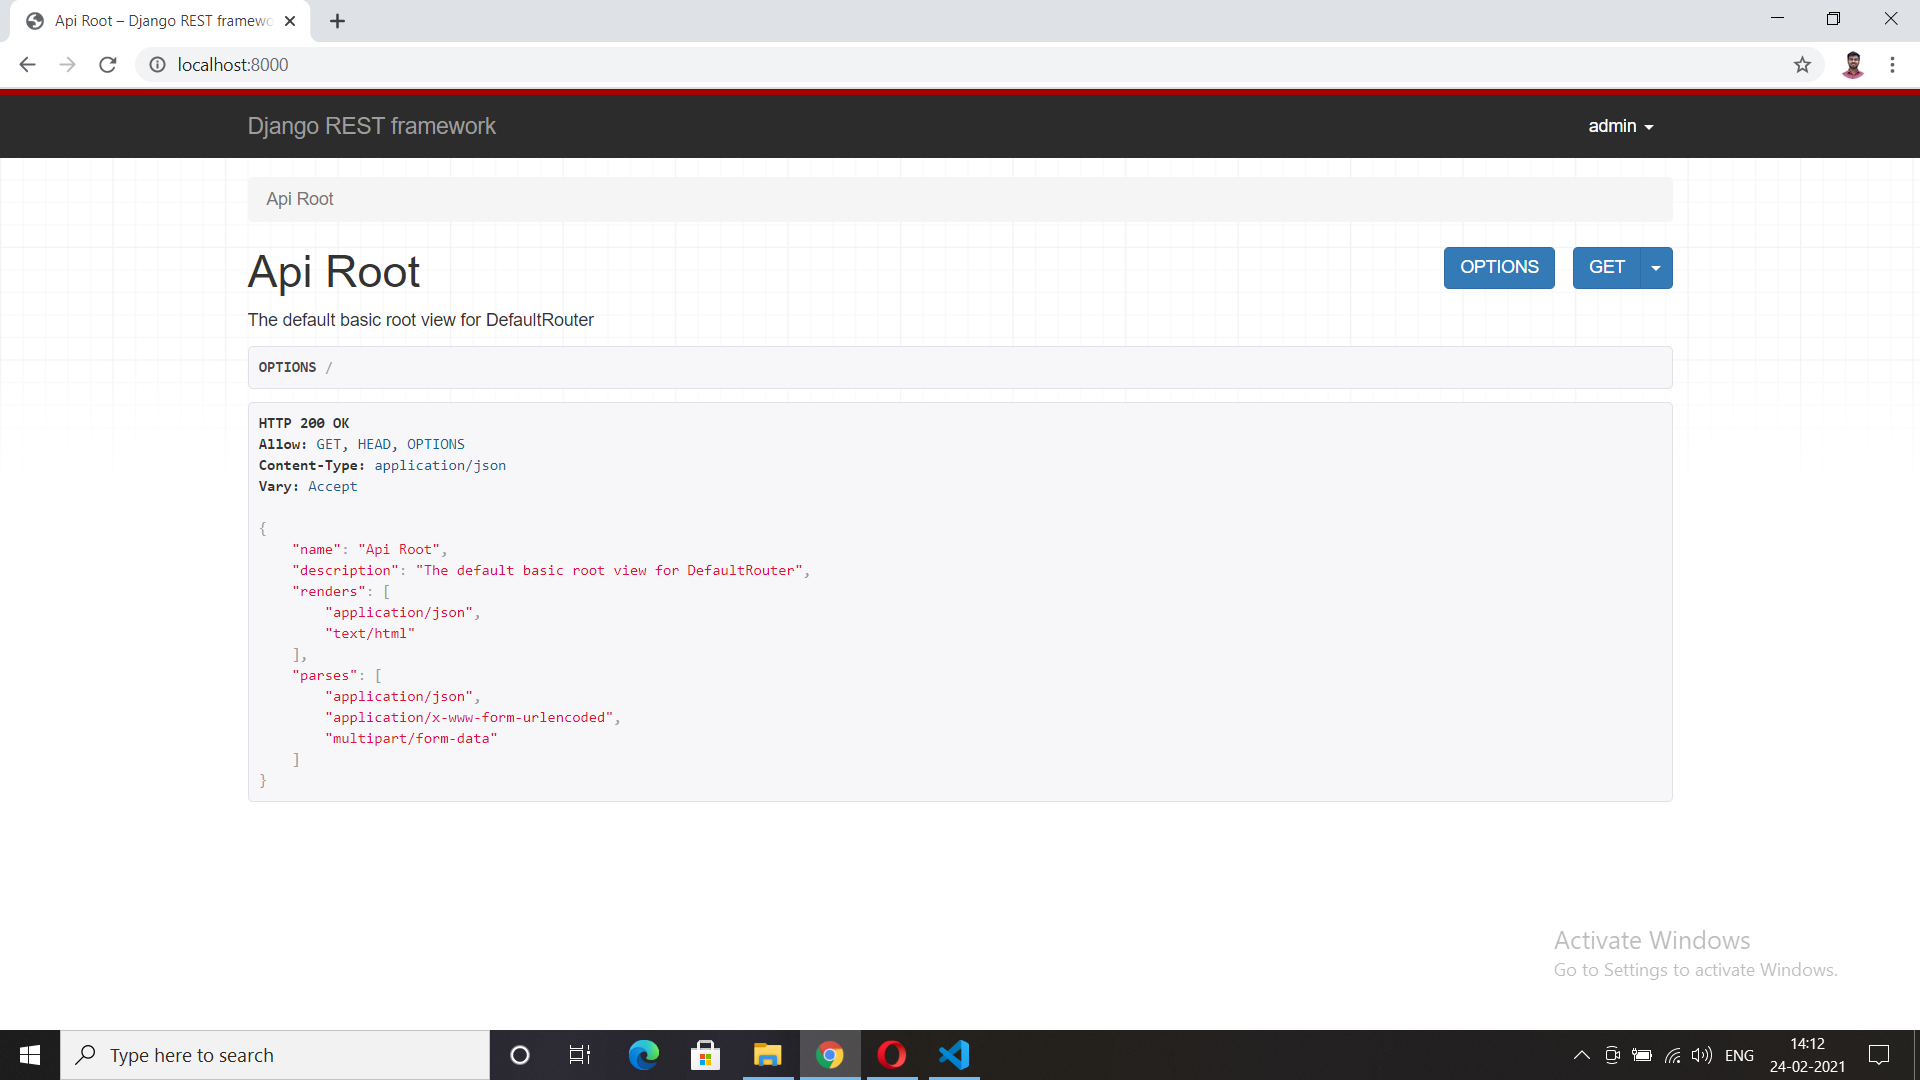 Api Root – Django REST framewo
localhost:8000
Django REST framework
admin
Api Root
Api Root
OPTIONS
GET
The default basic root view for DefaultRouter
OPTIONS /
HTTP 200 OK
Allow: GET, HEAD, OPTIONS
Content-Type: application/json
Vary: Accept
{
    "name": "Api Root",
    "description": "The default basic root view for DefaultRouter",
    "renders": [
        "application/json",
        "text/html"
    ],
    "parses": [
        "application/json",
        "application/x-www-form-urlencoded",
        "multipart/form-data"
    ]
}
Activate Windows
Go to Settings to activate Windows.
Type here to search
ENG
14:12
24-02-2021